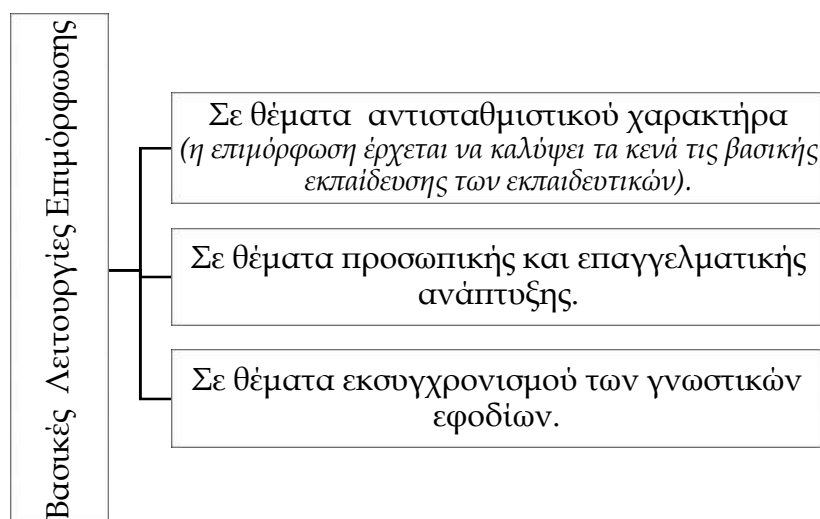 Βασικές Λειτουργίες Επιμόρφωσης
Σε θέματα αντισταθμιστικού χαρακτήρα
(η επιμόρφωση έρχεται να καλύψει τα κενά τις βασικής
εκπαίδευσης των εκπαιδευτικών).
Σε θέματα προσωπικής και επαγγελματικής
ανάπτυξης.
Σε θέματα εκσυγχρονισμού των γνωστικών
εφοδίων.